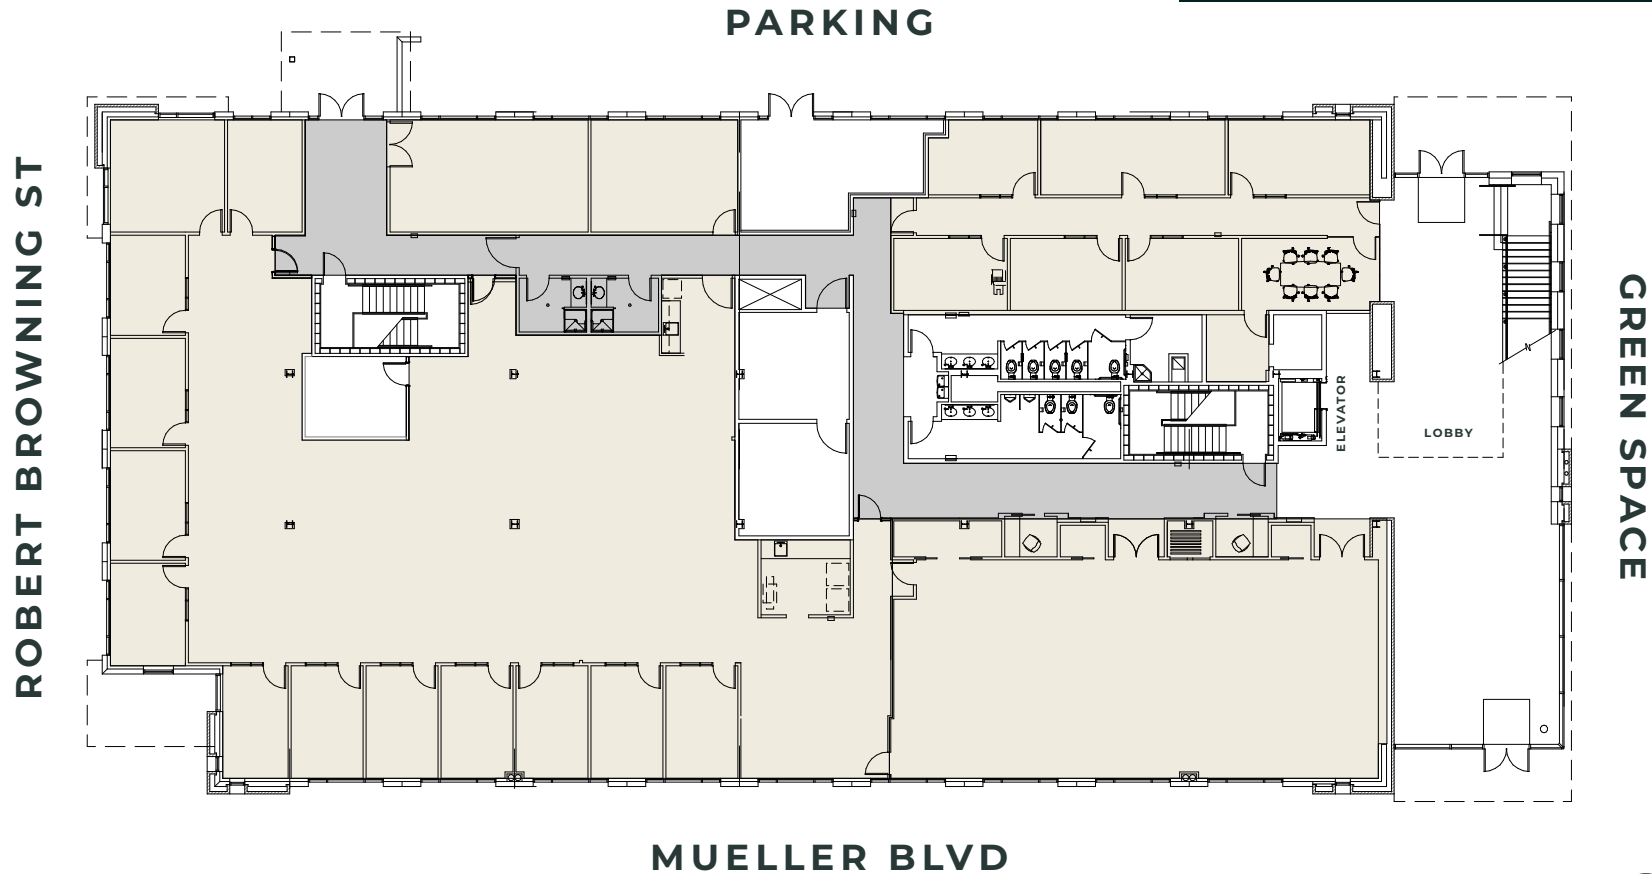 PARKING
ROBERT BROWNING ST
GREEN SPACE
ELEVATOR
LOBBY
MUELLER BLVD